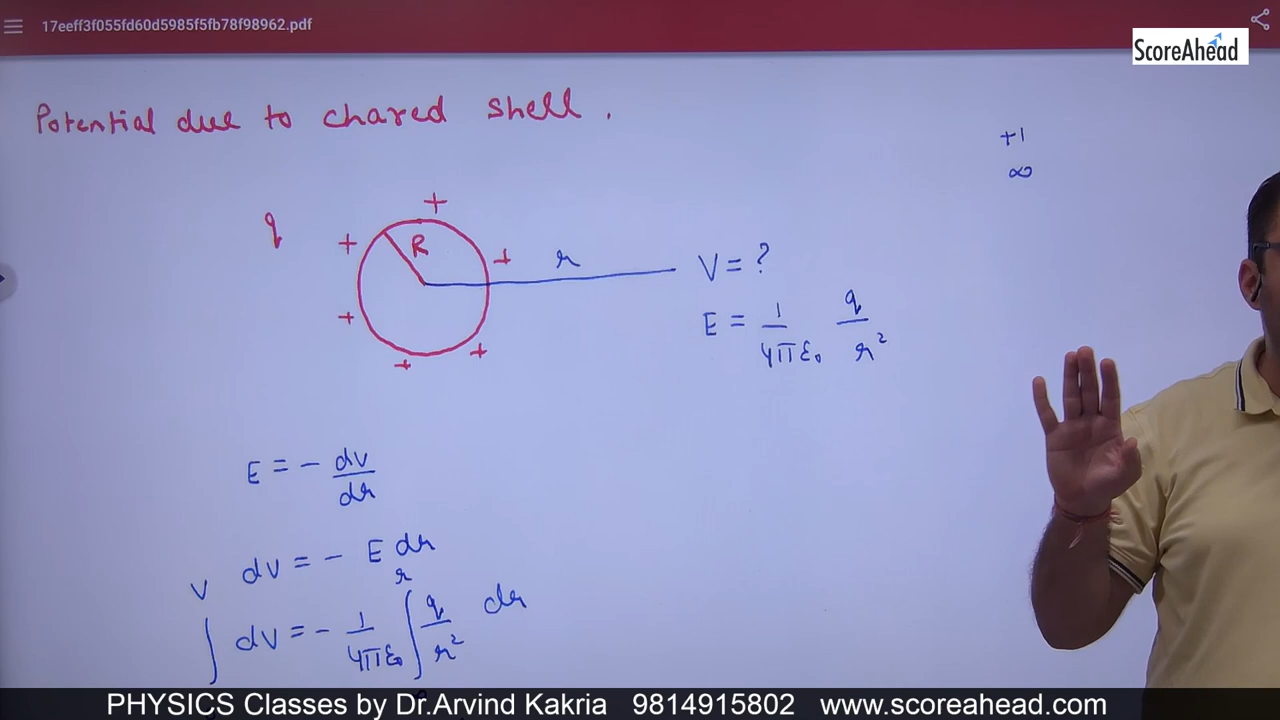 17eeff3f055fd60d5985f5fb78f98962.pdf
ScoreAhead
Potential due to chared shell .
+1
∞
q
+ + + + + +
R
r
V = ?
E = 1/4πε₀ q/r²
E = - dv/dr
dv = - E dr
∫ᵛ dv = - 1/4πε₀ ∫ʳ q/r² dr
PHYSICS Classes by Dr.Arvind Kakria 9814915802 www.scoreahead.com